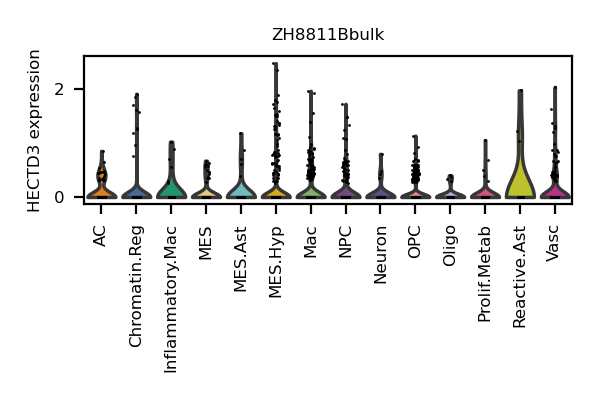 ZH8811Bbulk
HECTD3 expression
2
0
AC
Chromatin.Reg
Inflammatory.Mac
MES
MES.Ast
MES.Hyp
Mac
NPC
Neuron
OPC
Oligo
Prolif.Metab
Reactive.Ast
Vasc